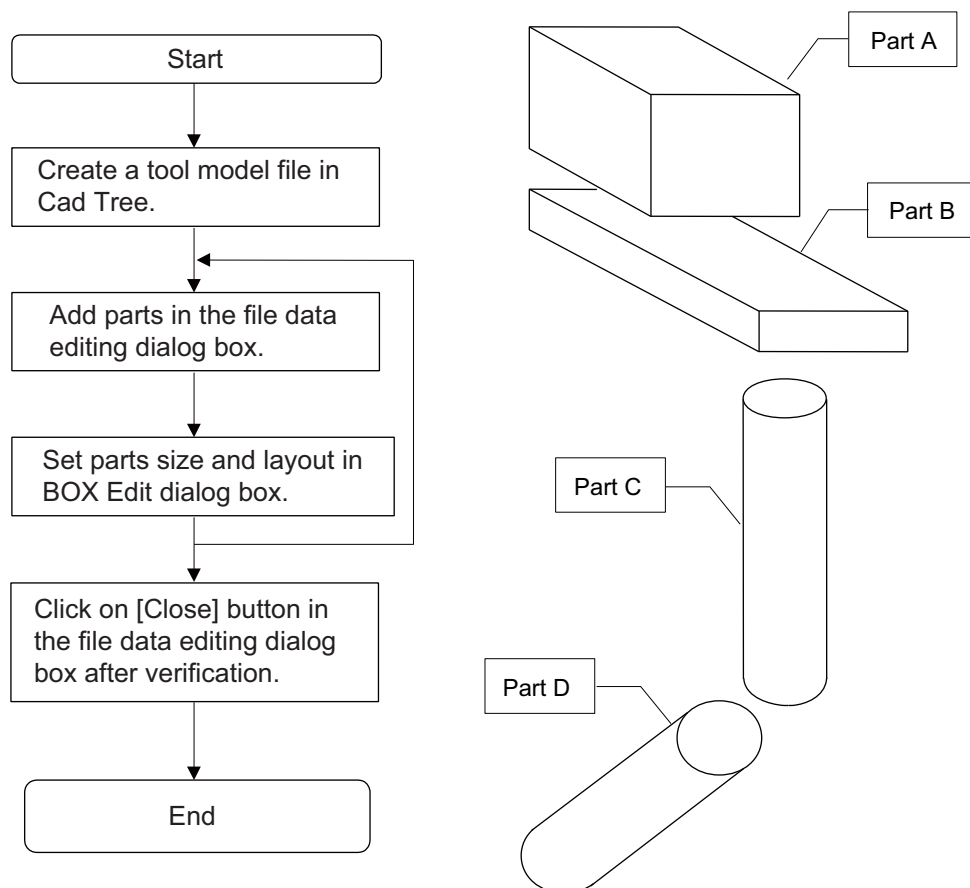 Start
Create a tool model file in
Cad Tree.
Add parts in the file data
editing dialog box.
Set parts size and layout in
BOX Edit dialog box.
Click on [Close] button in
the file data editing dialog
box after verification.
End
Part A
Part B
Part C
Part D